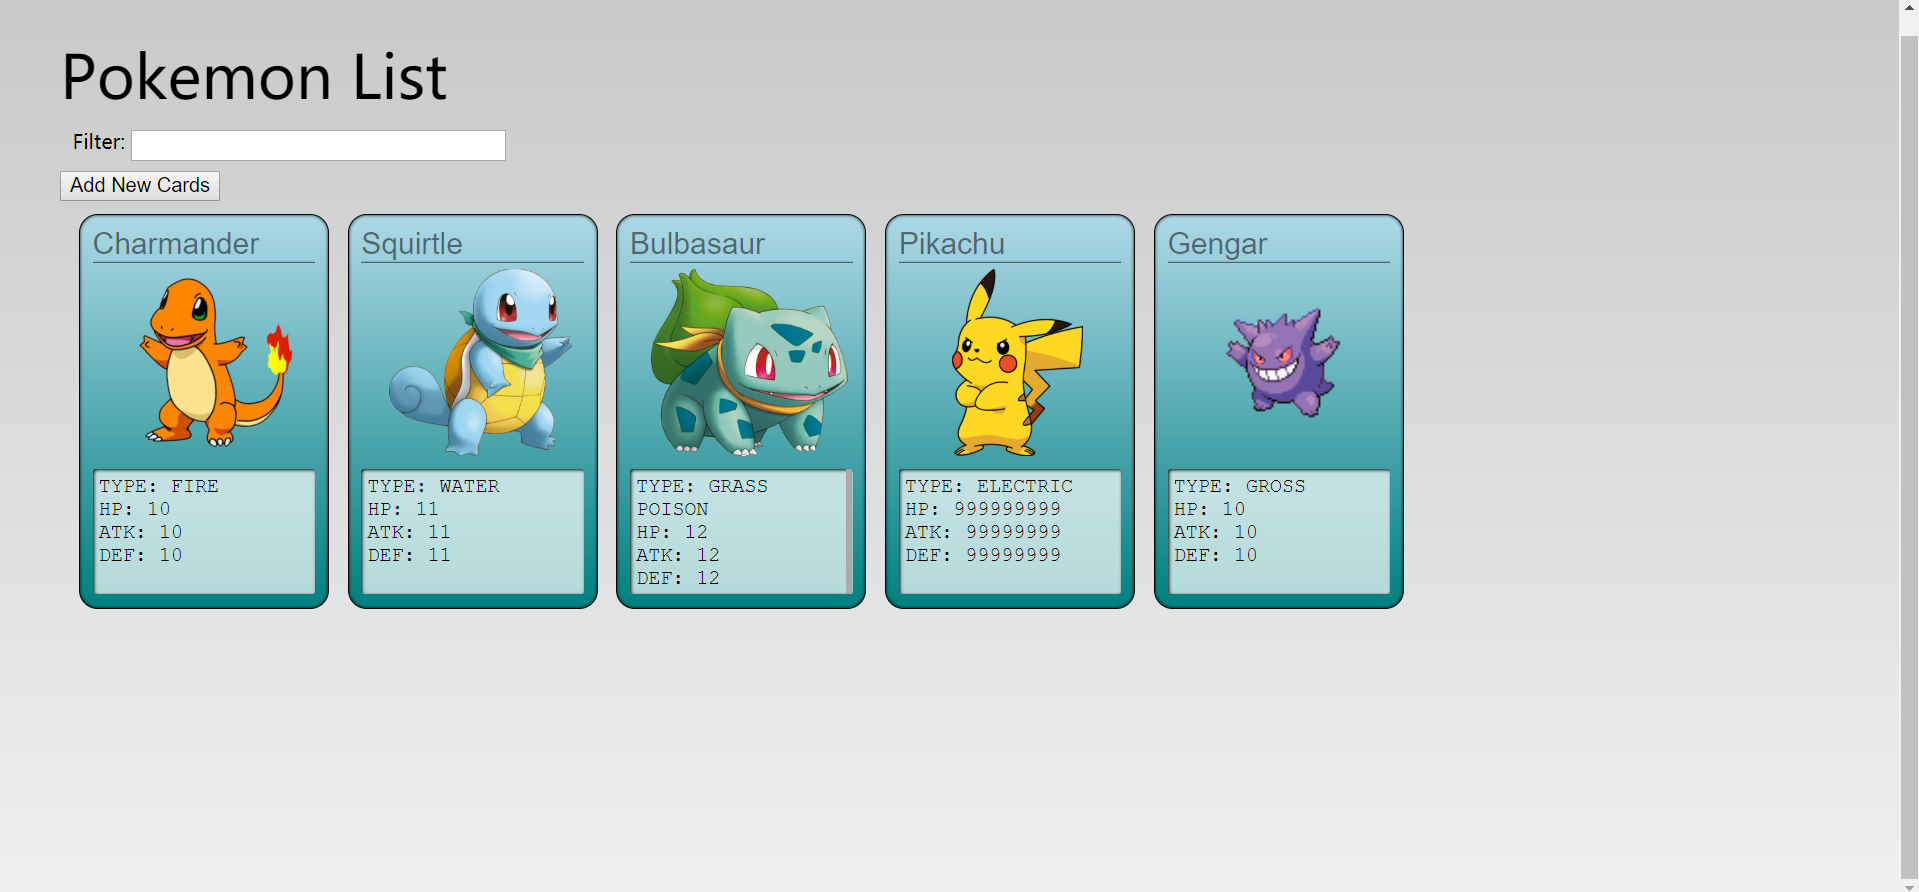 Pokemon List
Filter:
Add New Cards
Charmander
TYPE: FIRE
HP: 10
ATK: 10
DEF: 10
Squirtle
TYPE: WATER
HP: 11
ATK: 11
DEF: 11
Bulbasaur
TYPE: GRASS
POISON
HP: 12
ATK: 12
DEF: 12
Pikachu
TYPE: ELECTRIC
HP: 999999999
ATK: 99999999
DEF: 99999999
Gengar
TYPE: GROSS
HP: 10
ATK: 10
DEF: 10